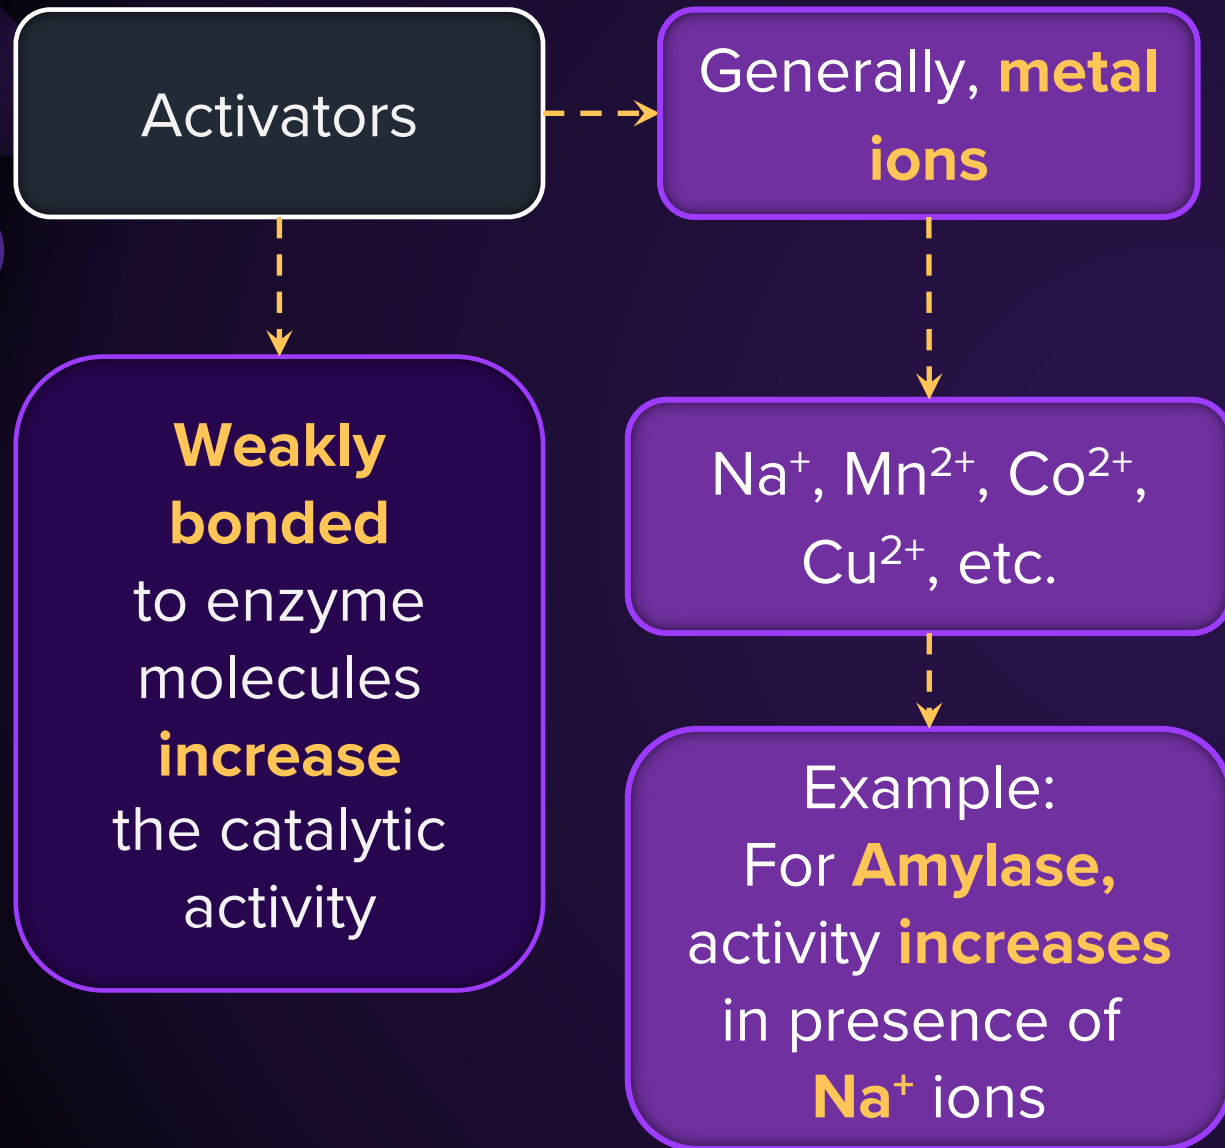 Activators
Generally, metal
ions
Weakly
bonded
to enzyme
molecules
increase
the catalytic
activity
Na⁺, Mn²⁺, Co²⁺,
Cu²⁺, etc.
Example:
For Amylase,
activity increases
in presence of
Na⁺ ions